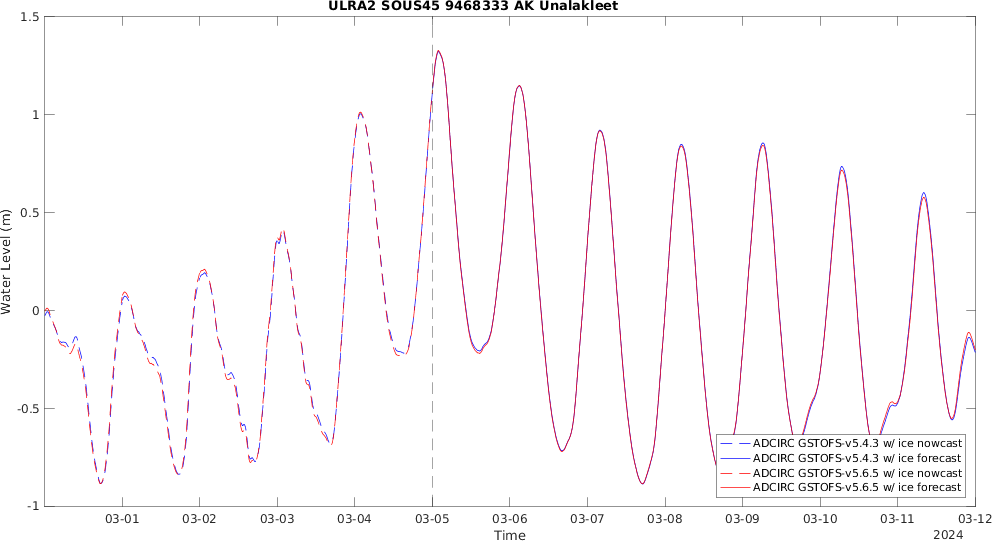 ULRA2 SOUS45 9468333 AK Unalakleet
1.5
1
0.5
0
-0.5
-1
Water Level (m)
ADCIRC GSTOFS-v5.4.3 w/ ice nowcast
ADCIRC GSTOFS-v5.4.3 w/ ice forecast
ADCIRC GSTOFS-v5.6.5 w/ ice nowcast
ADCIRC GSTOFS-v5.6.5 w/ ice forecast
03-01 03-02 03-03 03-04 03-05 03-06 03-07 03-08 03-09 03-10 03-11 03-12
Time
2024